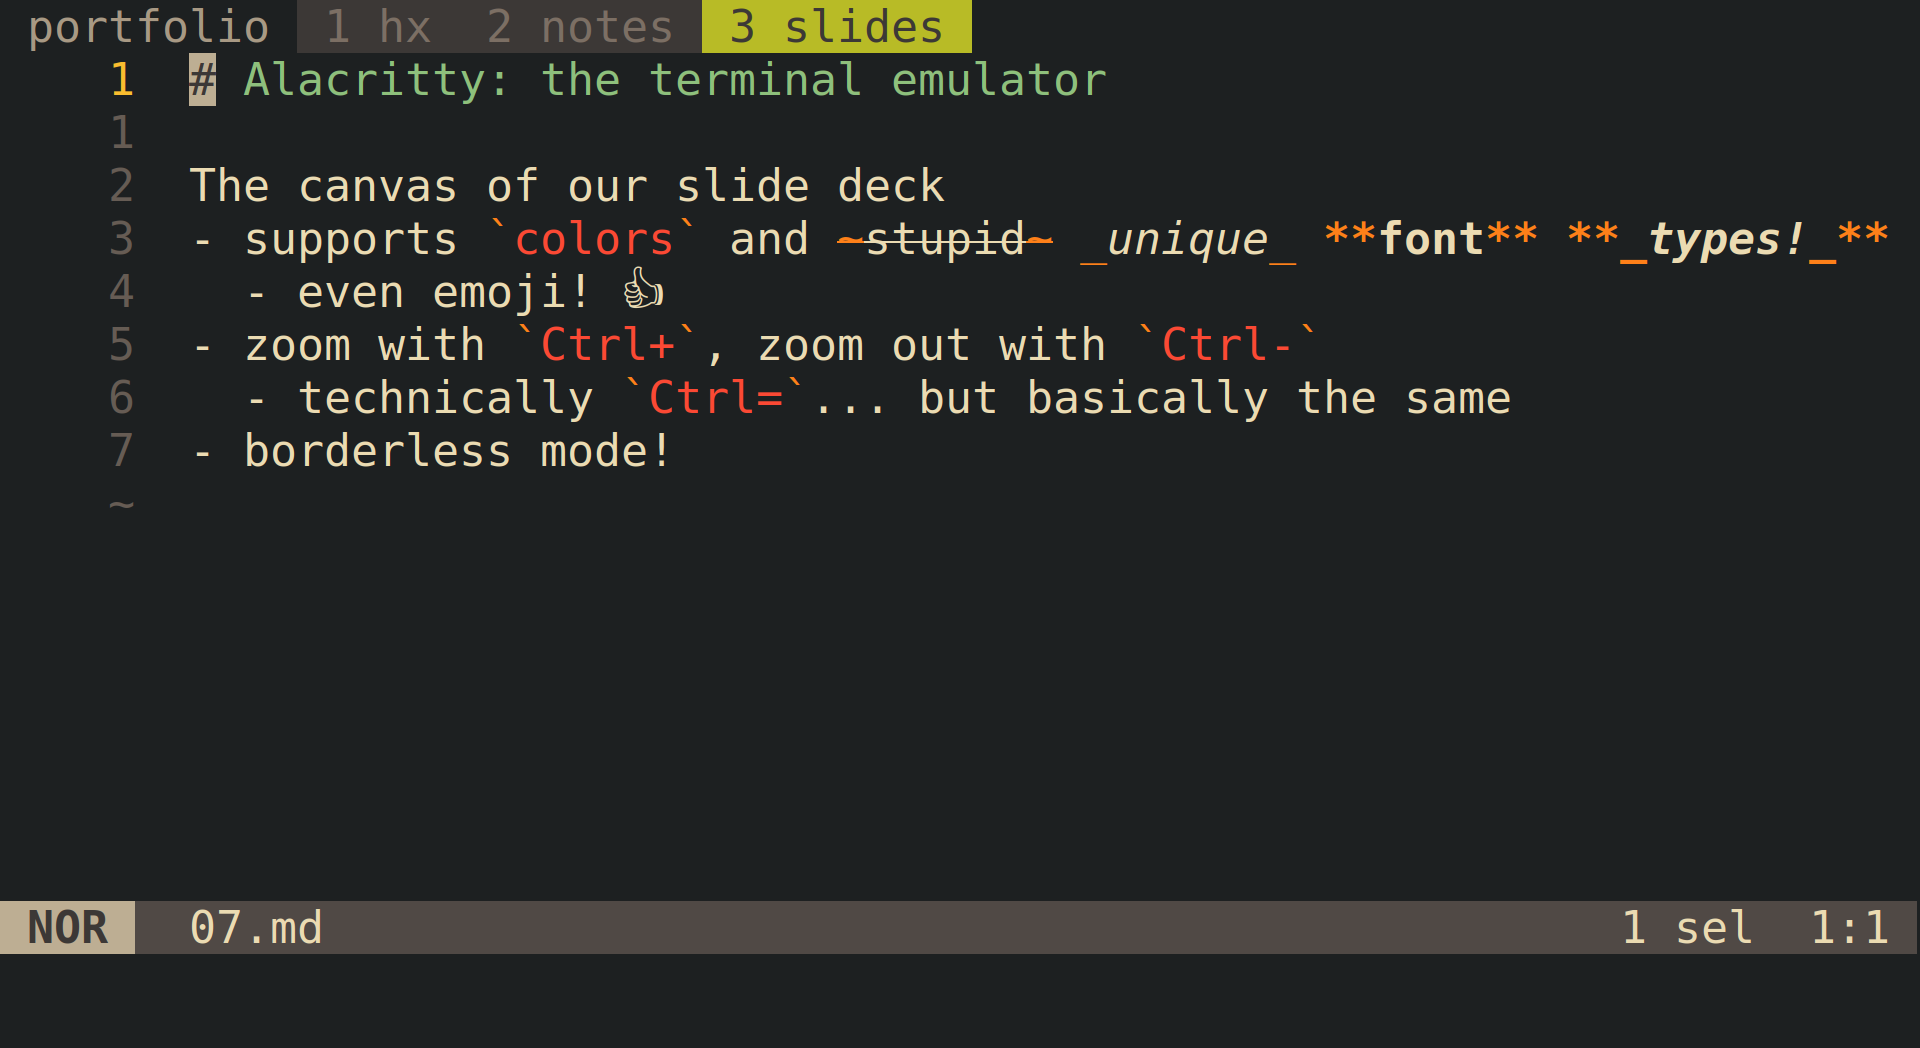 portfolio 1 hx 2 notes 3 slides
1 # Alacritty: the terminal emulator
1
2 The canvas of our slide deck
3 - supports `colors` and ~stupid~ _unique_ **font** **_types!_**
4   - even emoji! 👍
5 - zoom with `Ctrl+`, zoom out with `Ctrl-`
6   - technically `Ctrl=`... but basically the same
7 - borderless mode!
~
NOR 07.md 1 sel 1:1